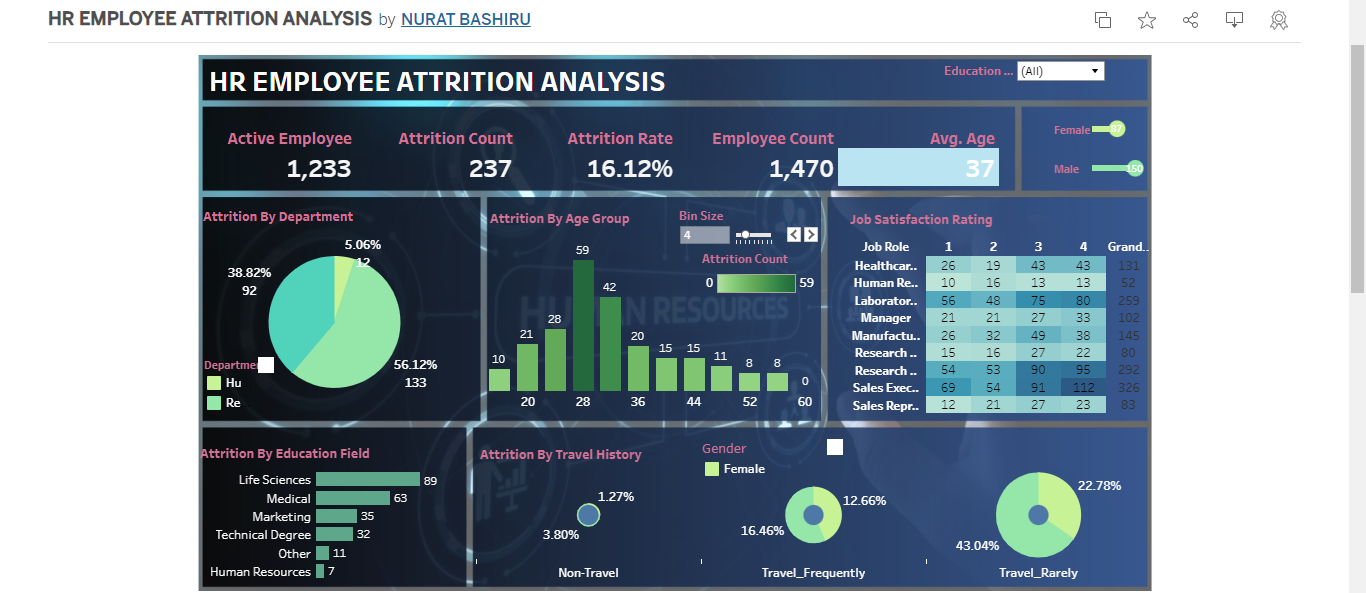 HR EMPLOYEE ATTRITION ANALYSIS by NURAT BASHIRU
HR EMPLOYEE ATTRITION ANALYSIS
Education ... (All)
Active Employee Attrition Count Attrition Rate Employee Count Avg. Age
1,233 237 16.12% 1,470 37
Female 87
Male 150
Attrition By Department
5.06%
12
38.82%
92
56.12%
133
Departme
Hu
Re
Attrition By Age Group
Bin Size
4
Attrition Count
0 59
10 21 28 59 42 20 15 15 11 8 8 0
20 28 36 44 52 60
HUMAN RESOURCES
Job Satisfaction Rating
Job Role 1 2 3 4 Grand..
Healthcar.. 26 19 43 43 131
Human Re.. 10 16 13 13 52
Laborator.. 56 48 75 80 259
Manager 21 21 27 33 102
Manufactu.. 26 32 49 38 145
Research .. 15 16 27 22 80
Research .. 54 53 90 95 292
Sales Exec.. 69 54 91 112 326
Sales Repr.. 12 21 27 23 83
Attrition By Education Field
Life Sciences 89
Medical 63
Marketing 35
Technical Degree 32
Other 11
Human Resources 7
Attrition By Travel History
Gender
Female
1.27%
3.80%
12.66%
16.46%
22.78%
43.04%
Non-Travel Travel_Frequently Travel_Rarely